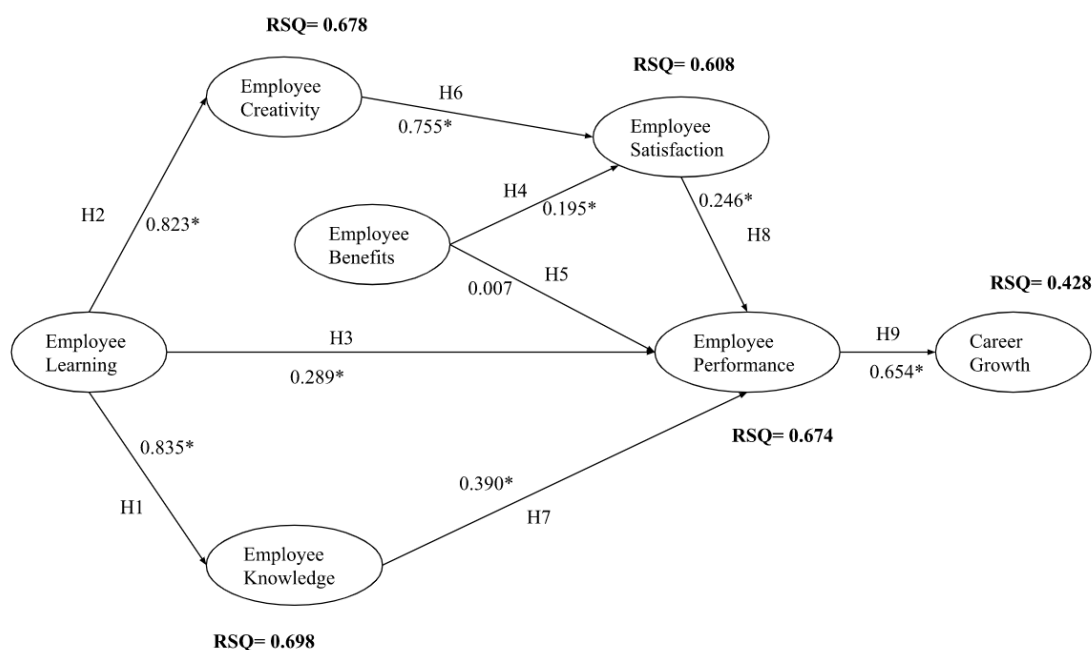 RSQ= 0.678
Employee
Creativity
RSQ= 0.608
H6
0.755*
Employee
Satisfaction
H4
0.195*
0.246*
H8
H2
0.823*
Employee
Benefits
H5
0.007
RSQ= 0.428
Employee
Learning
H3
0.289*
Employee
Performance
H9
0.654*
Career
Growth
RSQ= 0.674
0.835*
H1
0.390*
H7
Employee
Knowledge
RSQ= 0.698